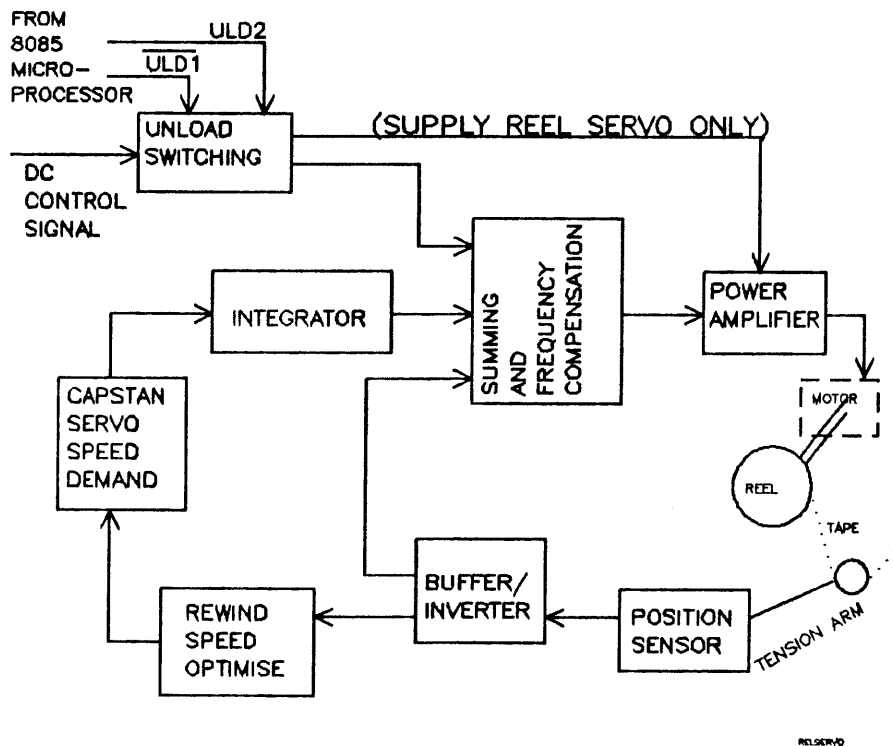 FROM
8085
MICRO-
PROCESSOR
ULD2
ULD1
UNLOAD
SWITCHING
(SUPPLY REEL SERVO ONLY)
DC
CONTROL
SIGNAL
INTEGRATOR
SUMMING
AND
FREQUENCY
COMPENSATION
POWER
AMPLIFIER
MOTOR
CAPSTAN
SERVO
SPEED
DEMAND
REEL
TAPE
BUFFER/
INVERTER
REWIND
SPEED
OPTIMISE
POSITION
SENSOR
TENSION ARM
RELSERVO